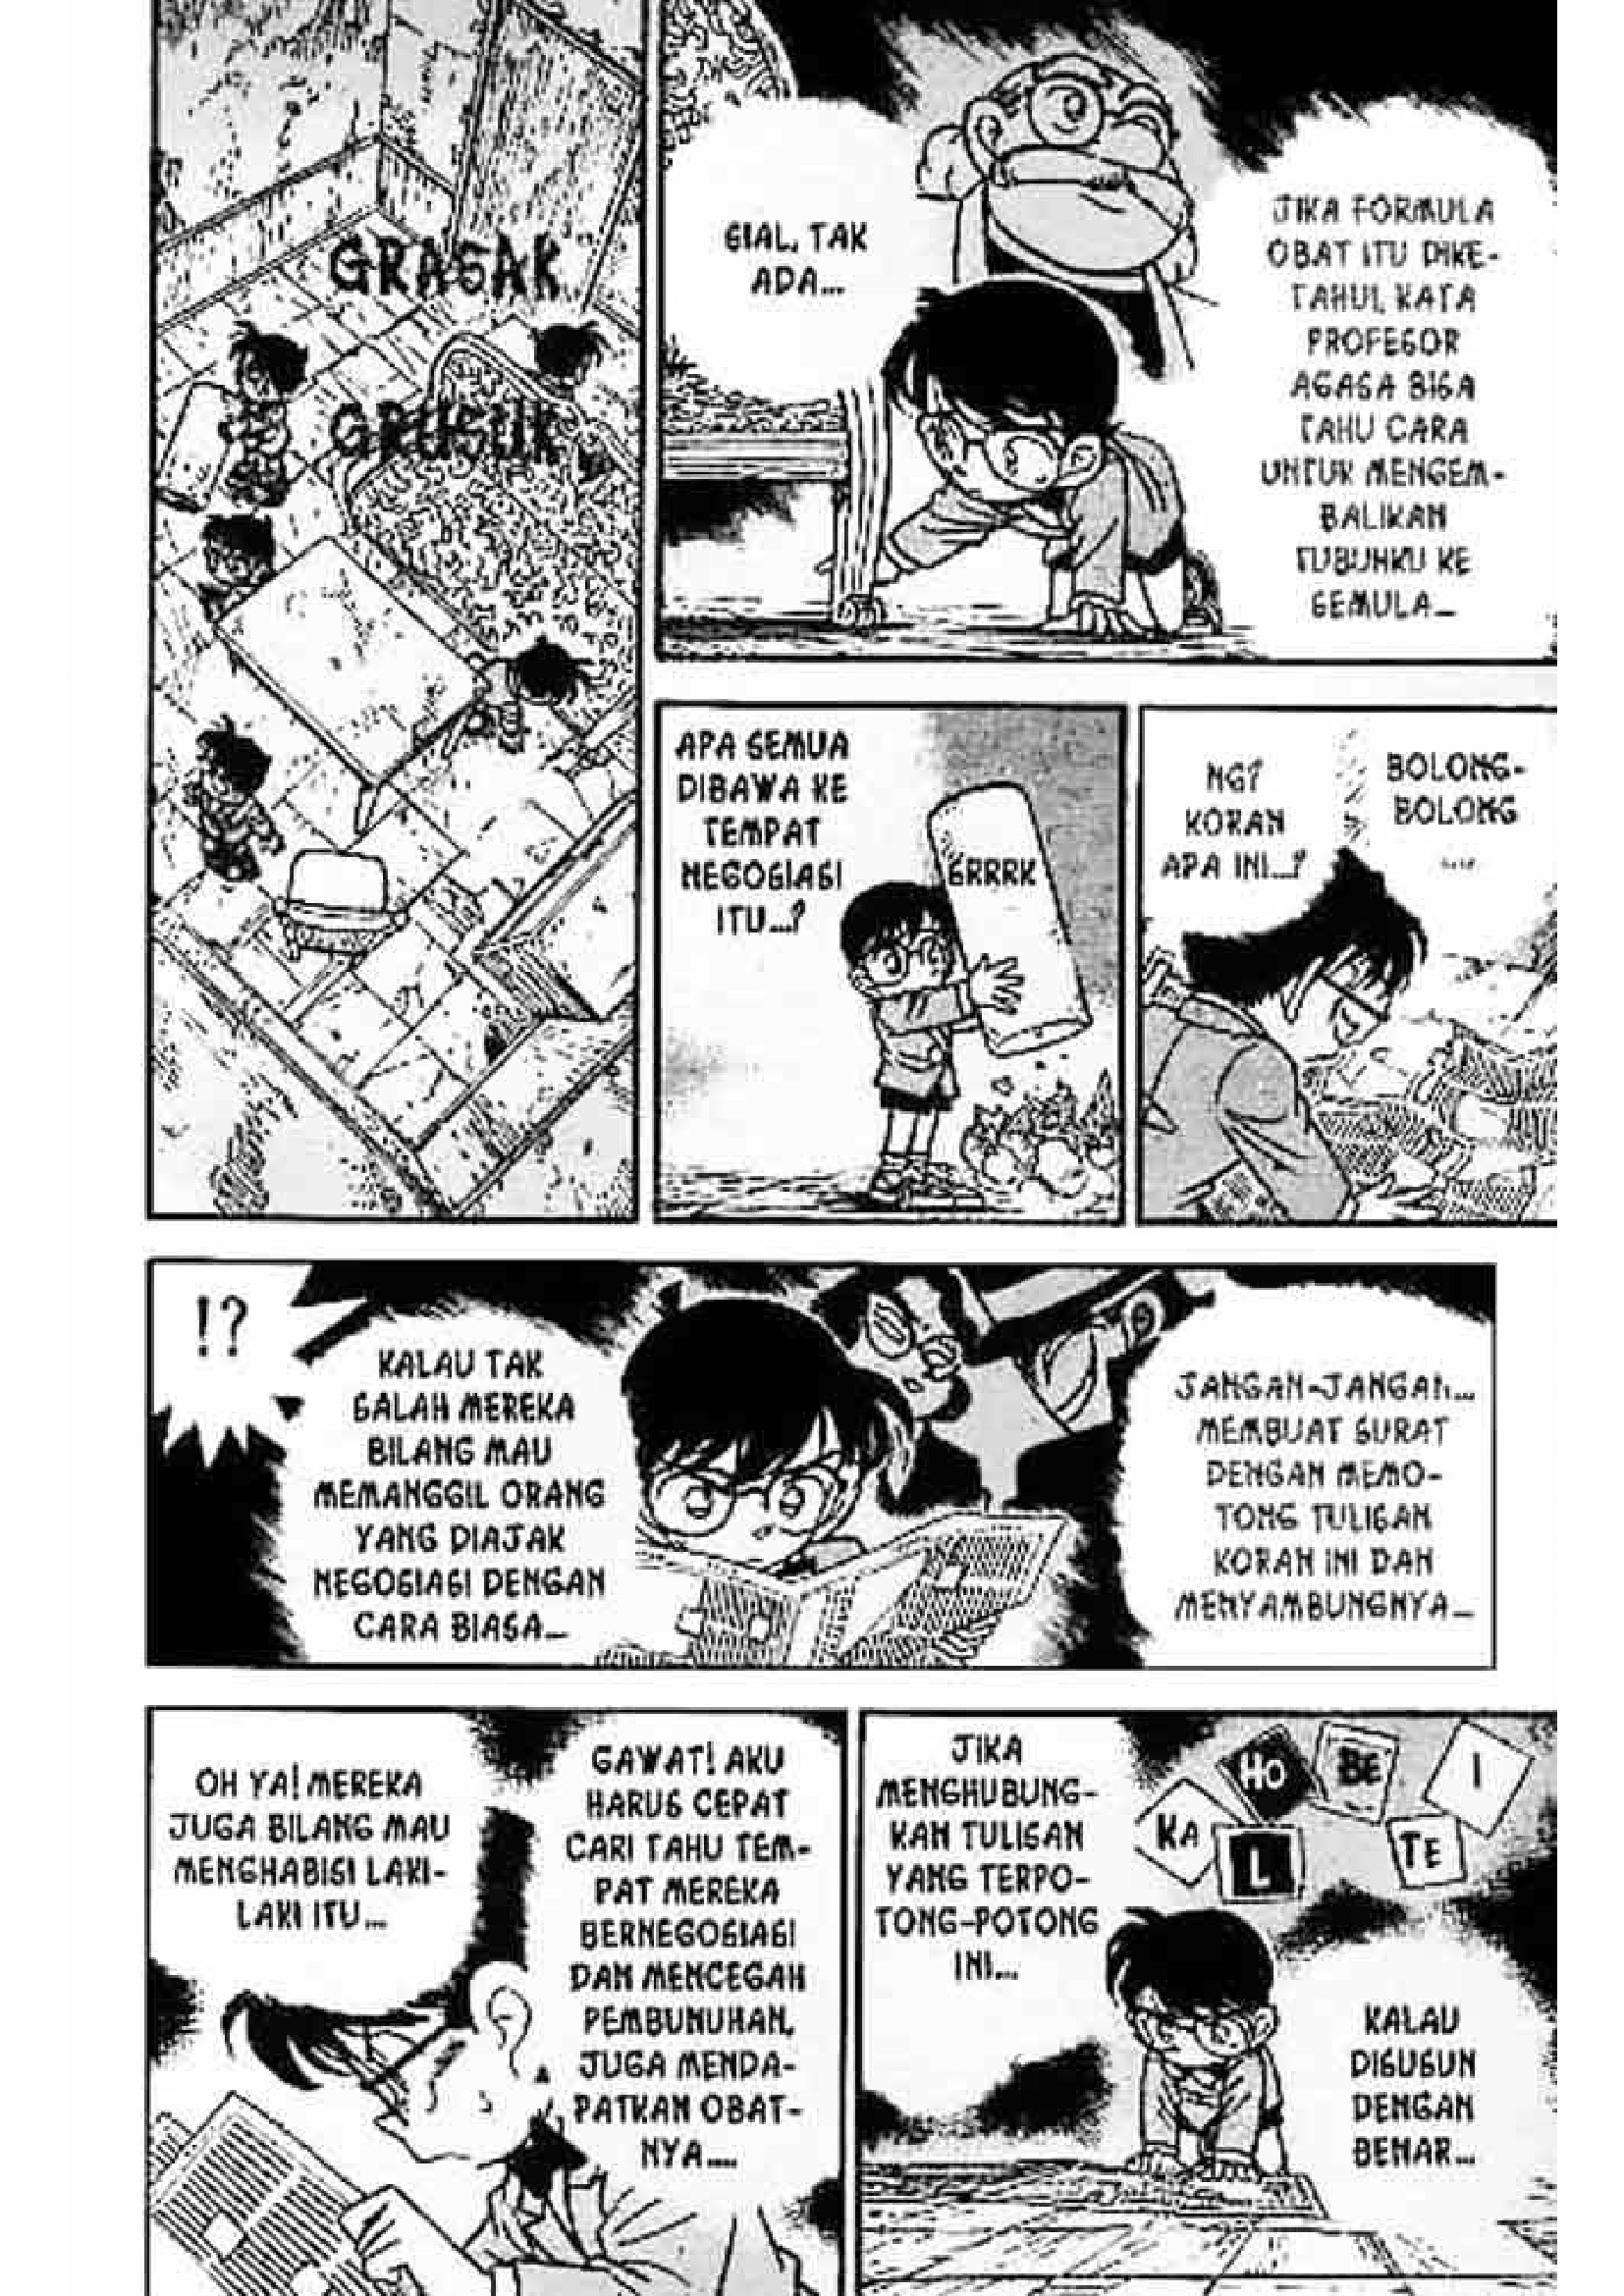 GRASAK
GRUSUK
SIAL, TAK
ADA...
JIKA FORMULA
OBAT ITU DIKE-
TAHUI, KATA
PROFESOR
AGASA BISA
TAHU CARA
UNTUK MENGEM-
BALIKAN
TUBUHKU KE
SEMULA...
APA SEMUA
DIBAWA KE
TEMPAT
NEGOSIASI
ITU...?
SRRRK
NG?
KORAN
APA INI...?
BOLONG-
BOLONG
....
!?
KALAU TAK
SALAH MEREKA
BILANG MAU
MEMANGGIL ORANG
YANG DIAJAK
NEGOSIASI DENGAN
CARA BIASA...
JANGAN-JANGAN...
MEMBUAT SURAT
DENGAN MEMO-
TONG TULISAN
KORAN INI DAN
MENYAMBUNGNYA...
OH YA! MEREKA
JUGA BILANG MAU
MENGHABISI LAKI-
LAKI ITU...
GAWAT! AKU
HARUS CEPAT
CARI TAHU TEM-
PAT MEREKA
BERNEGOSIASI
DAN MENCEGAH
PEMBUNUHAN,
JUGA MENDA-
PATKAN OBAT-
NYA....
JIKA
MENGHUBUNG-
KAN TULISAN
YANG TERPO-
TONG-POTONG
INI...
HO
BE
I
KA
L
TE
KALAU
DISUSUN
DENGAN
BENAR...